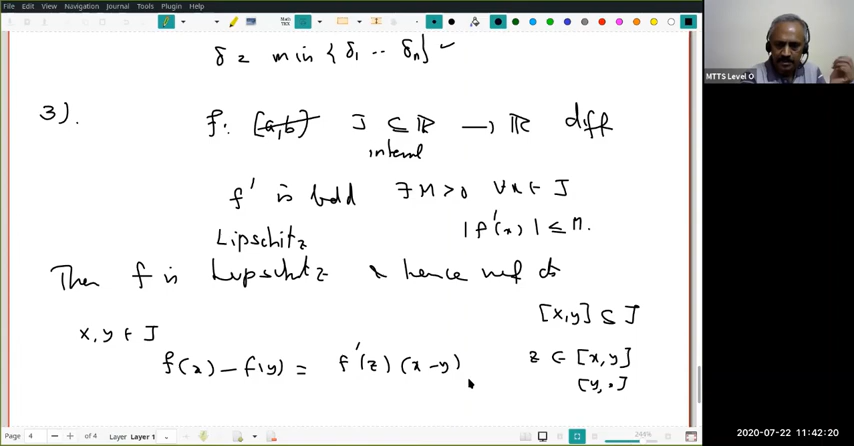 File Edit View Navigation Journal Tools Plugin Help
δ = min {δ1 -- δn}
MTTS Level O
3). f: [a,b) J ⊆ ℝ → ℝ diff
interval
f' is bdd ∃ M>0 ∀x ∈ J
Lipschitz |f'(x)| ≤ M.
Then f is Lipschitz & hence unif cts
[x,y] ⊆ J
x, y ∈ J
f(x) - f(y) = f'(z) (x-y) z ∈ [x,y]
[y, ]
Page 4 of 4 Layer Layer 1 244%
2020-07-22 11:42:20